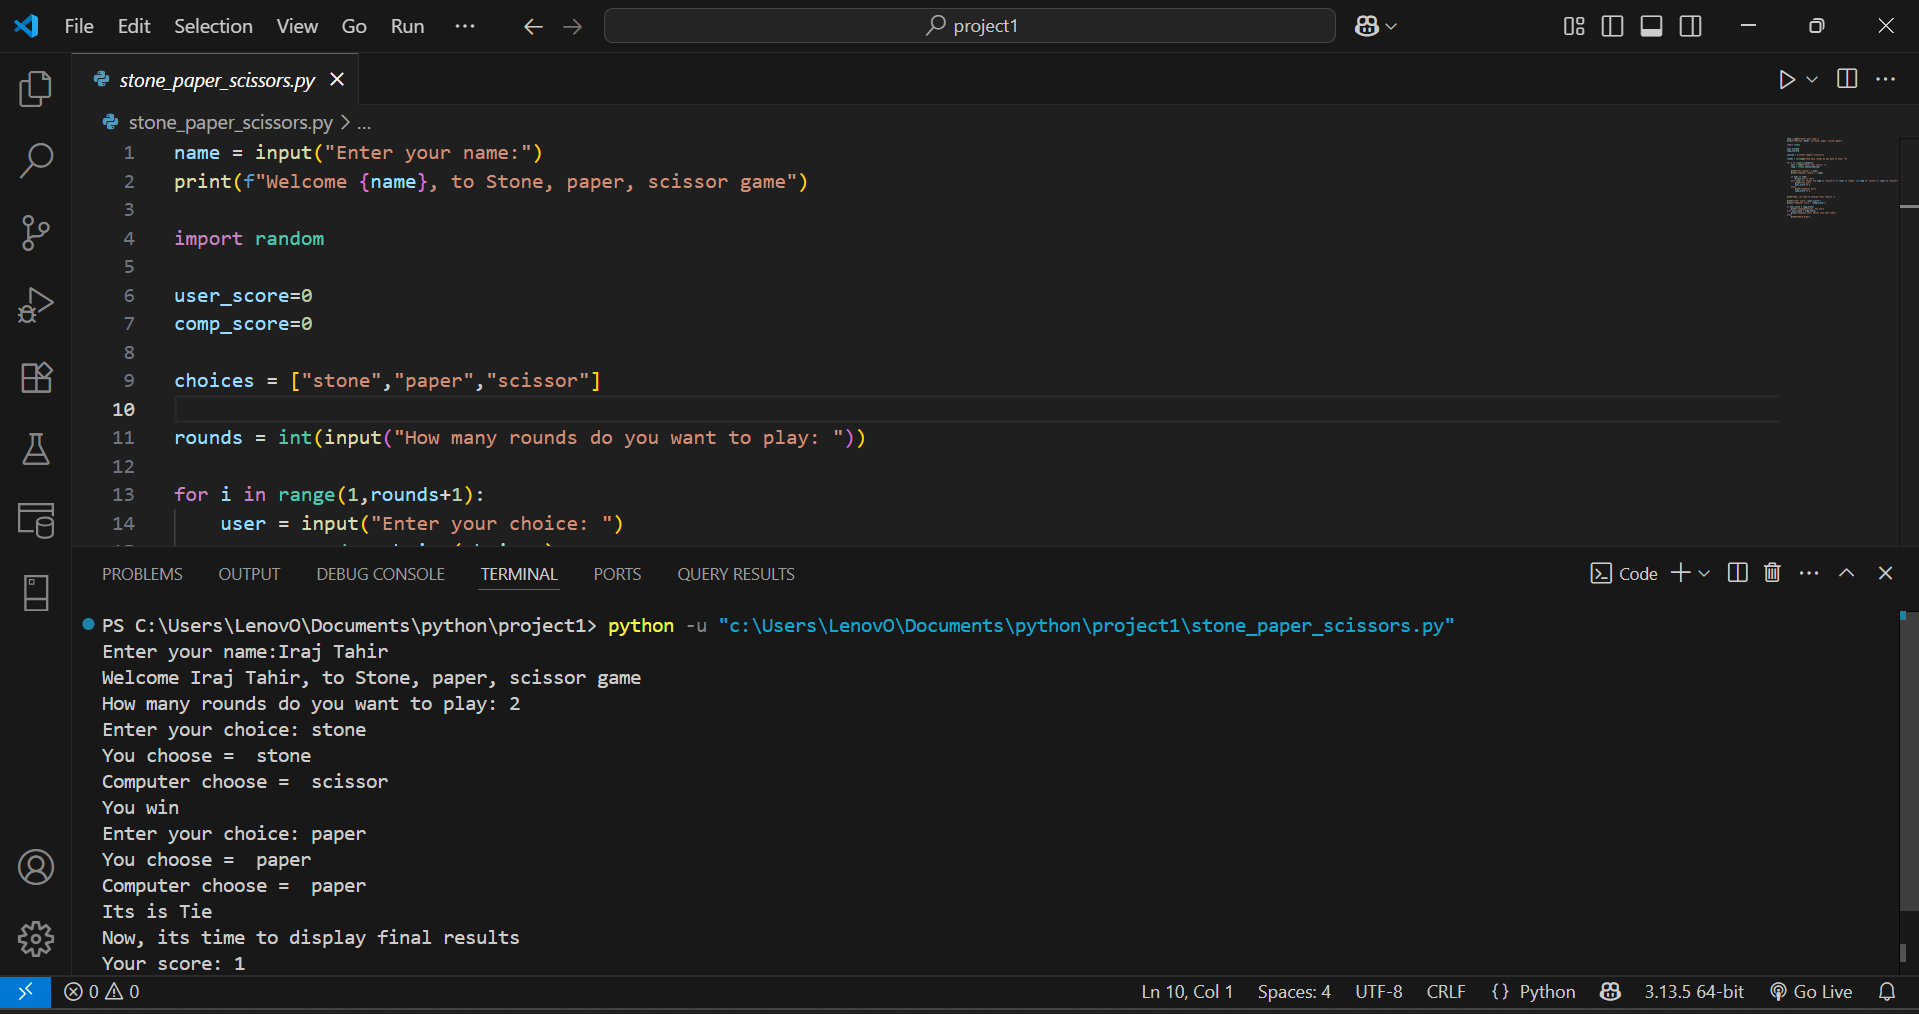 File Edit Selection View Go Run ··· project1
stone_paper_scissors.py
stone_paper_scissors.py > ...
1 name = input("Enter your name:")
2 print(f"Welcome {name}, to Stone, paper, scissor game")
3
4 import random
5
6 user_score=0
7 comp_score=0
8
9 choices = ["stone","paper","scissor"]
10
11 rounds = int(input("How many rounds do you want to play: "))
12
13 for i in range(1,rounds+1):
14 user = input("Enter your choice: ")
PROBLEMS OUTPUT DEBUG CONSOLE TERMINAL PORTS QUERY RESULTS Code
PS C:\Users\LenovO\Documents\python\project1> python -u "c:\Users\LenovO\Documents\python\project1\stone_paper_scissors.py"
Enter your name:Iraj Tahir
Welcome Iraj Tahir, to Stone, paper, scissor game
How many rounds do you want to play: 2
Enter your choice: stone
You choose =  stone
Computer choose =  scissor
You win
Enter your choice: paper
You choose =  paper
Computer choose =  paper
Its is Tie
Now, its time to display final results
Your score: 1
0 0 Ln 10, Col 1 Spaces: 4 UTF-8 CRLF {} Python 3.13.5 64-bit Go Live